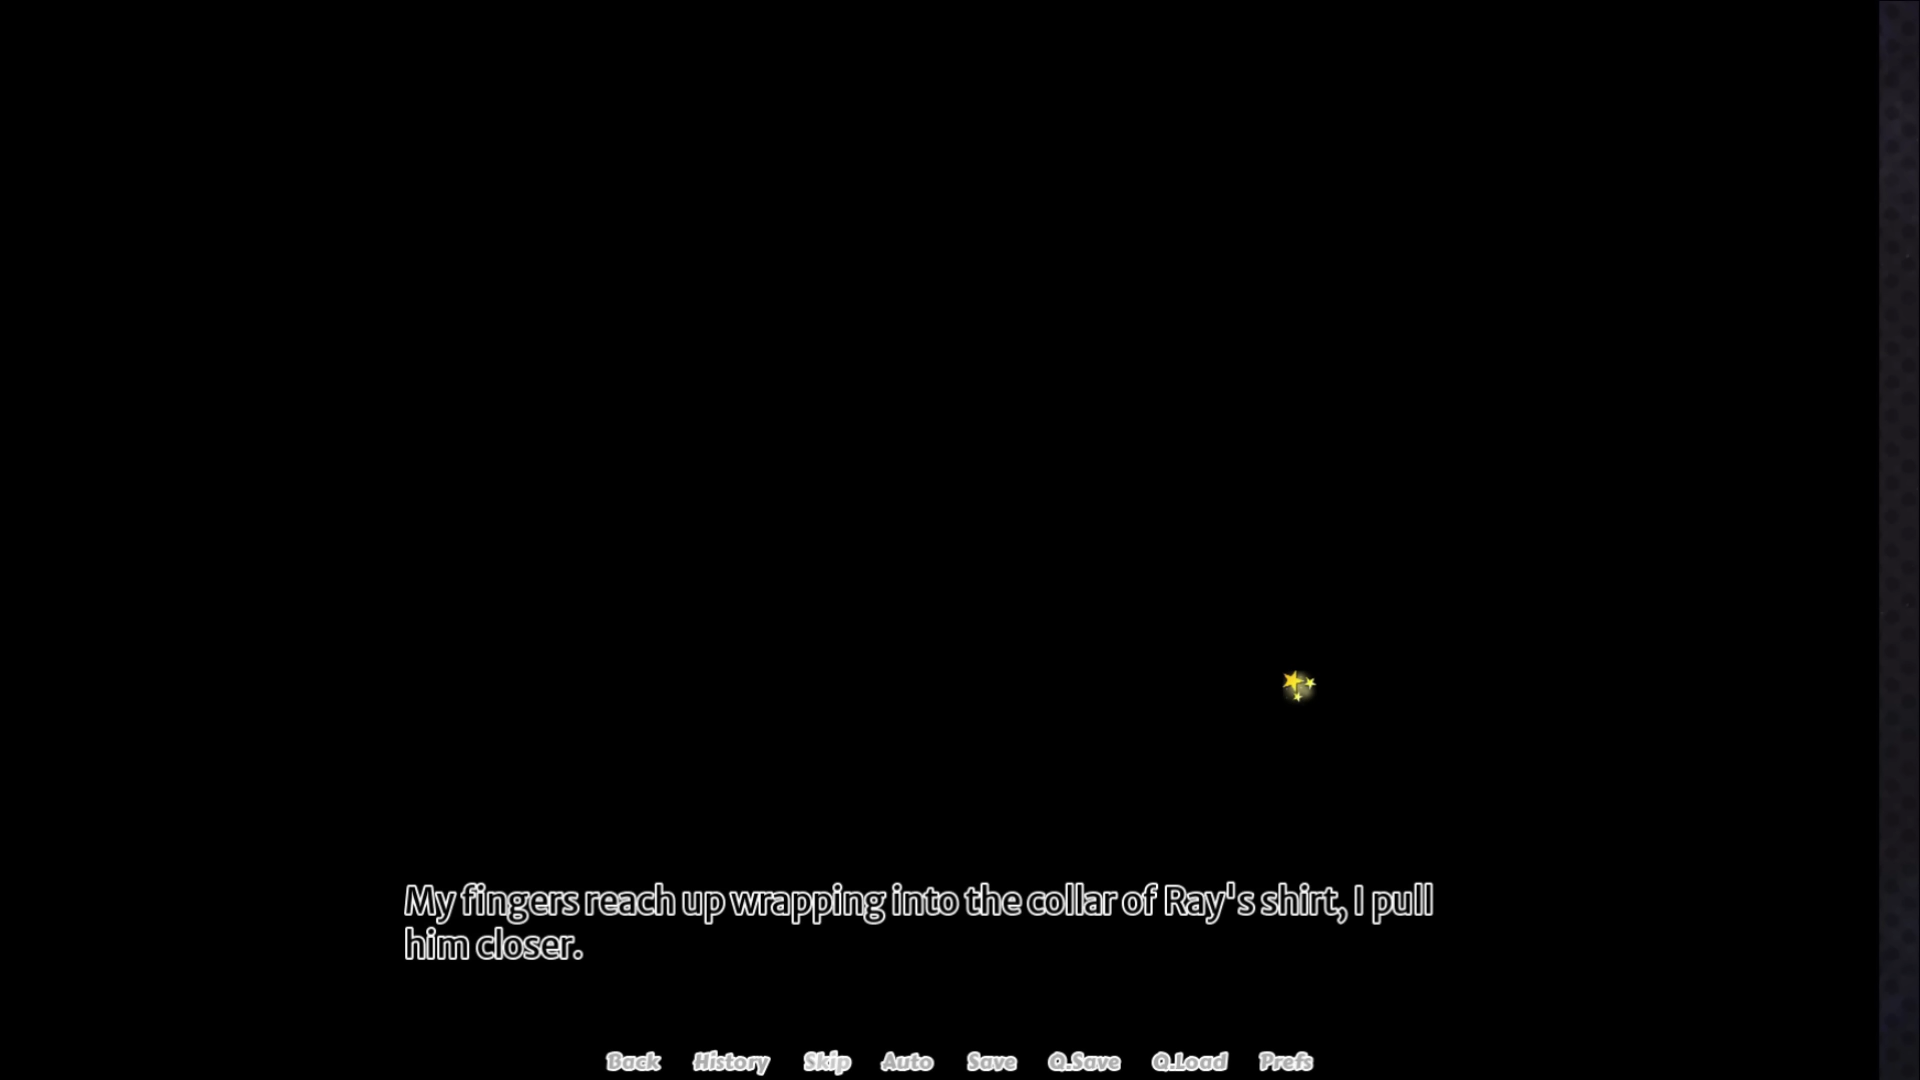 My fingers reach up wrapping into the collar of Ray's shirt, I pull
him closer.
Back History Skip Auto Save Q.Save Q.Load Prefs